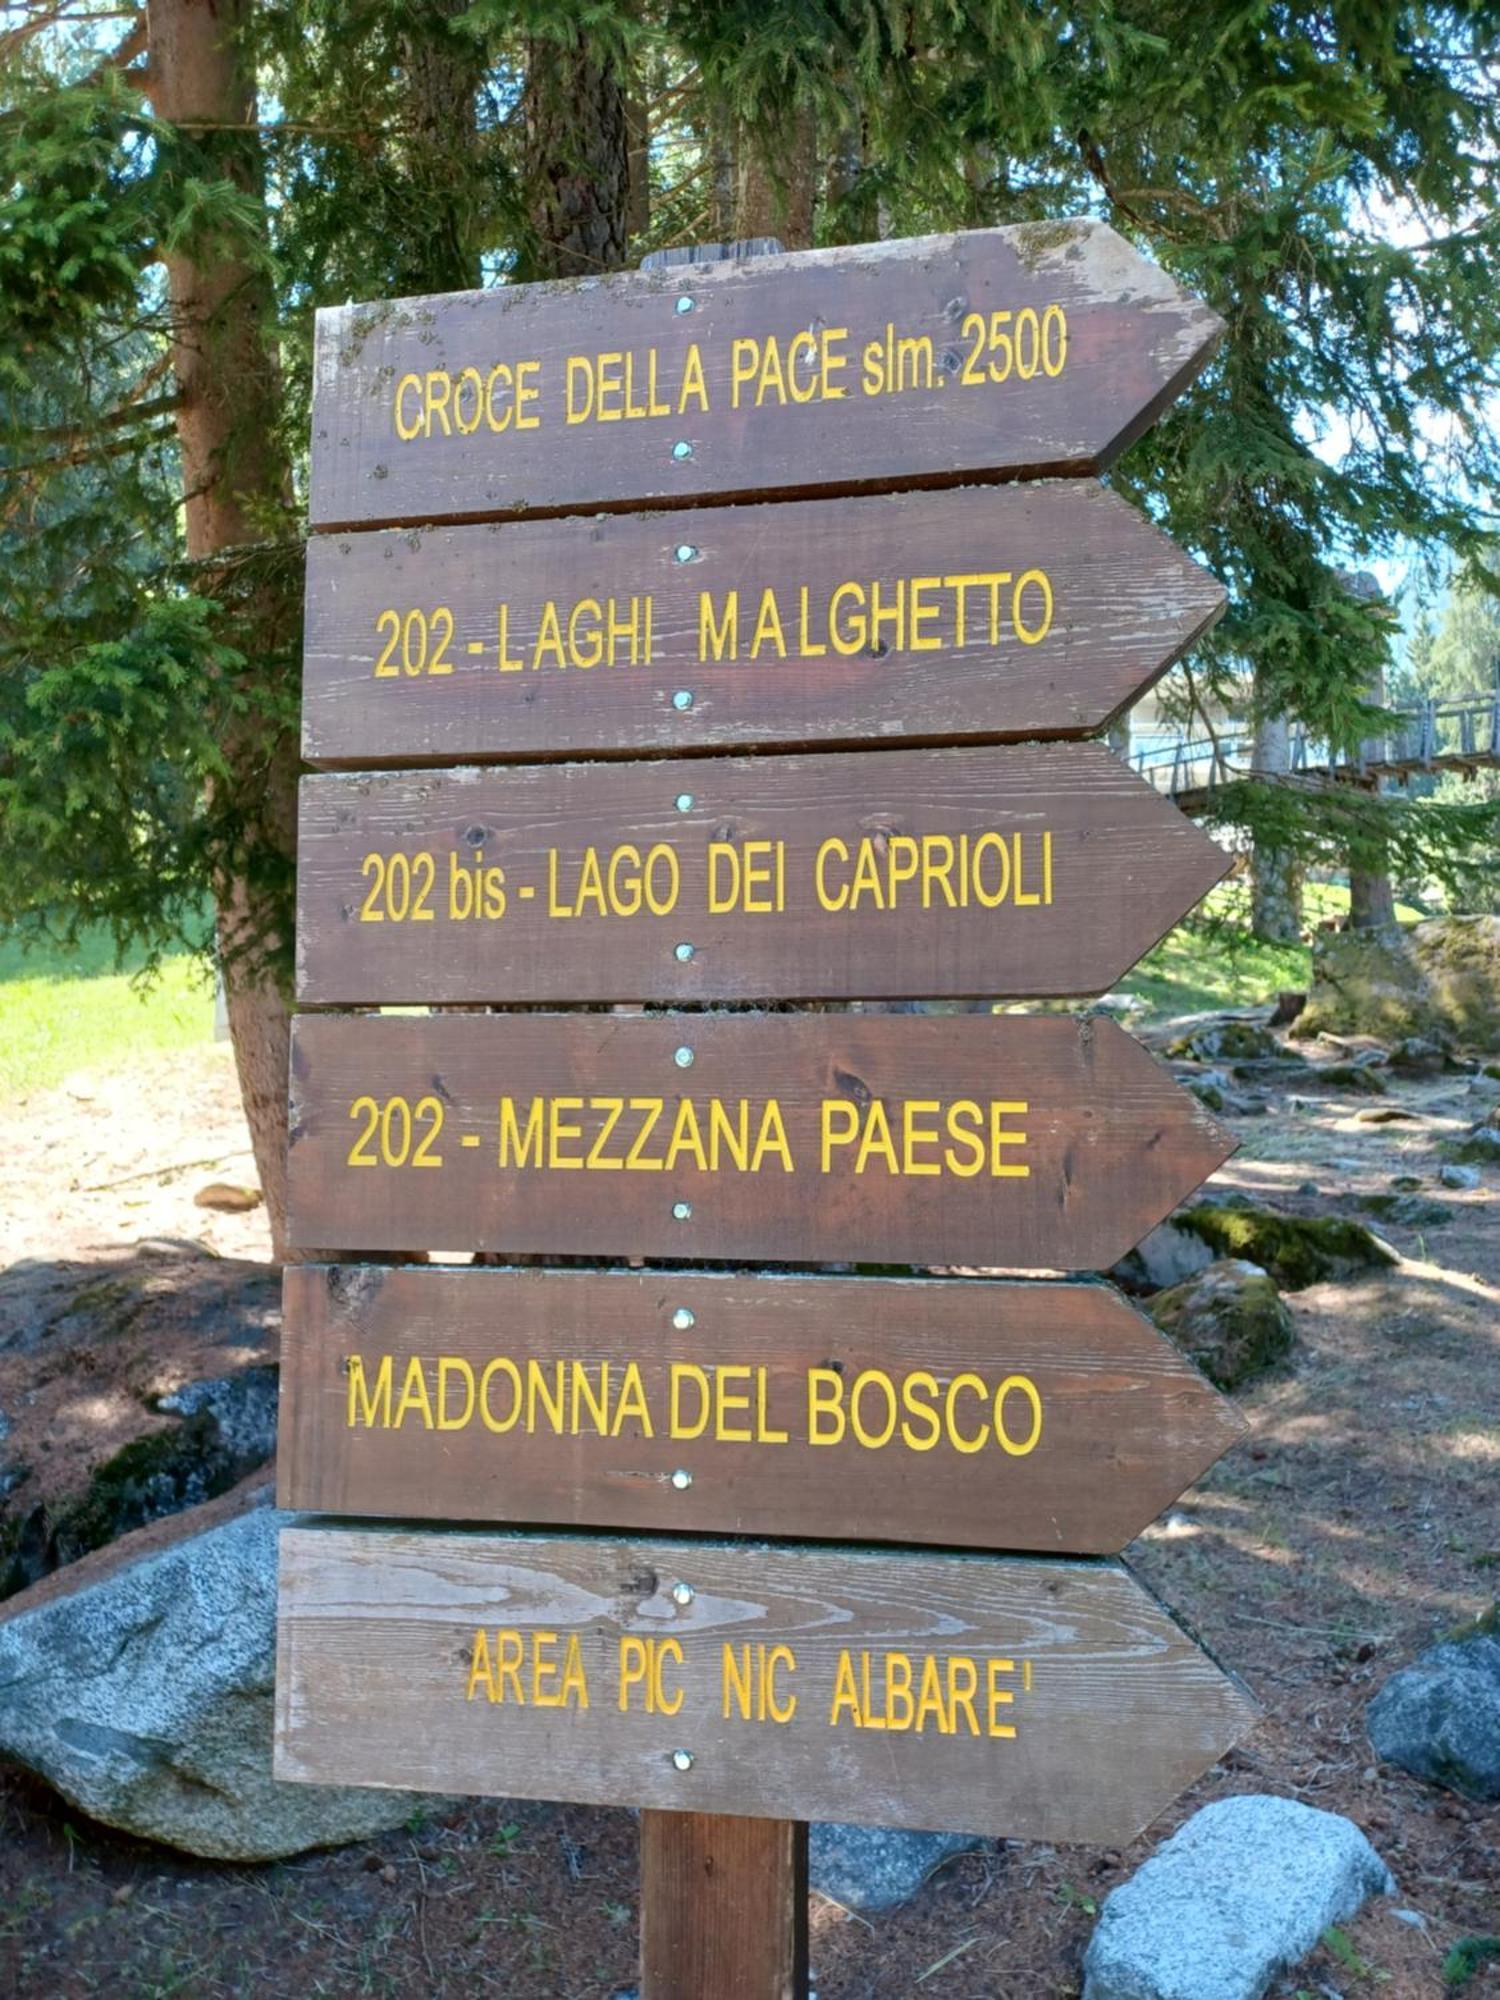 CROCE DELLA PACE slm. 2500
202 - LAGHI MALGHETTO
202 bis - LAGO DEI CAPRIOLI
202 - MEZZANA PAESE
MADONNA DEL BOSCO
AREA PIC NIC ALBARE'